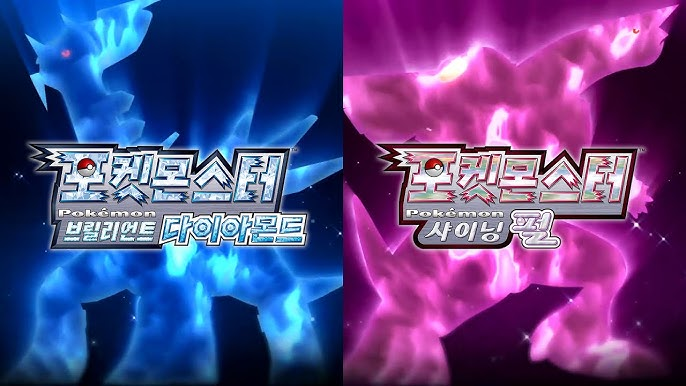 포켓몬스터
Pokémon
브릴리언트 다이아몬드
포켓몬스터
Pokémon
샤이닝 펄